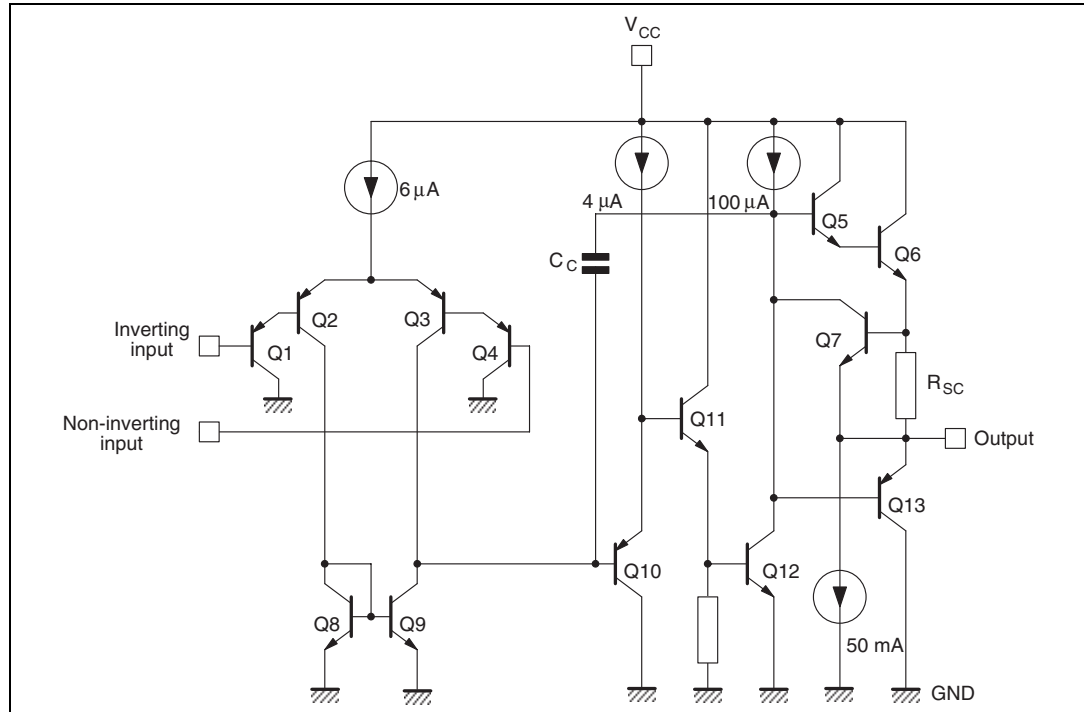 VCC
6 µA
4 µA
100 µA
Q5
Q6
CC
Q2
Q3
Inverting
input
Q1
Q4
Q7
RSC
Non-inverting
input
Q11
Output
Q13
Q10
Q12
Q8
Q9
50 mA
GND